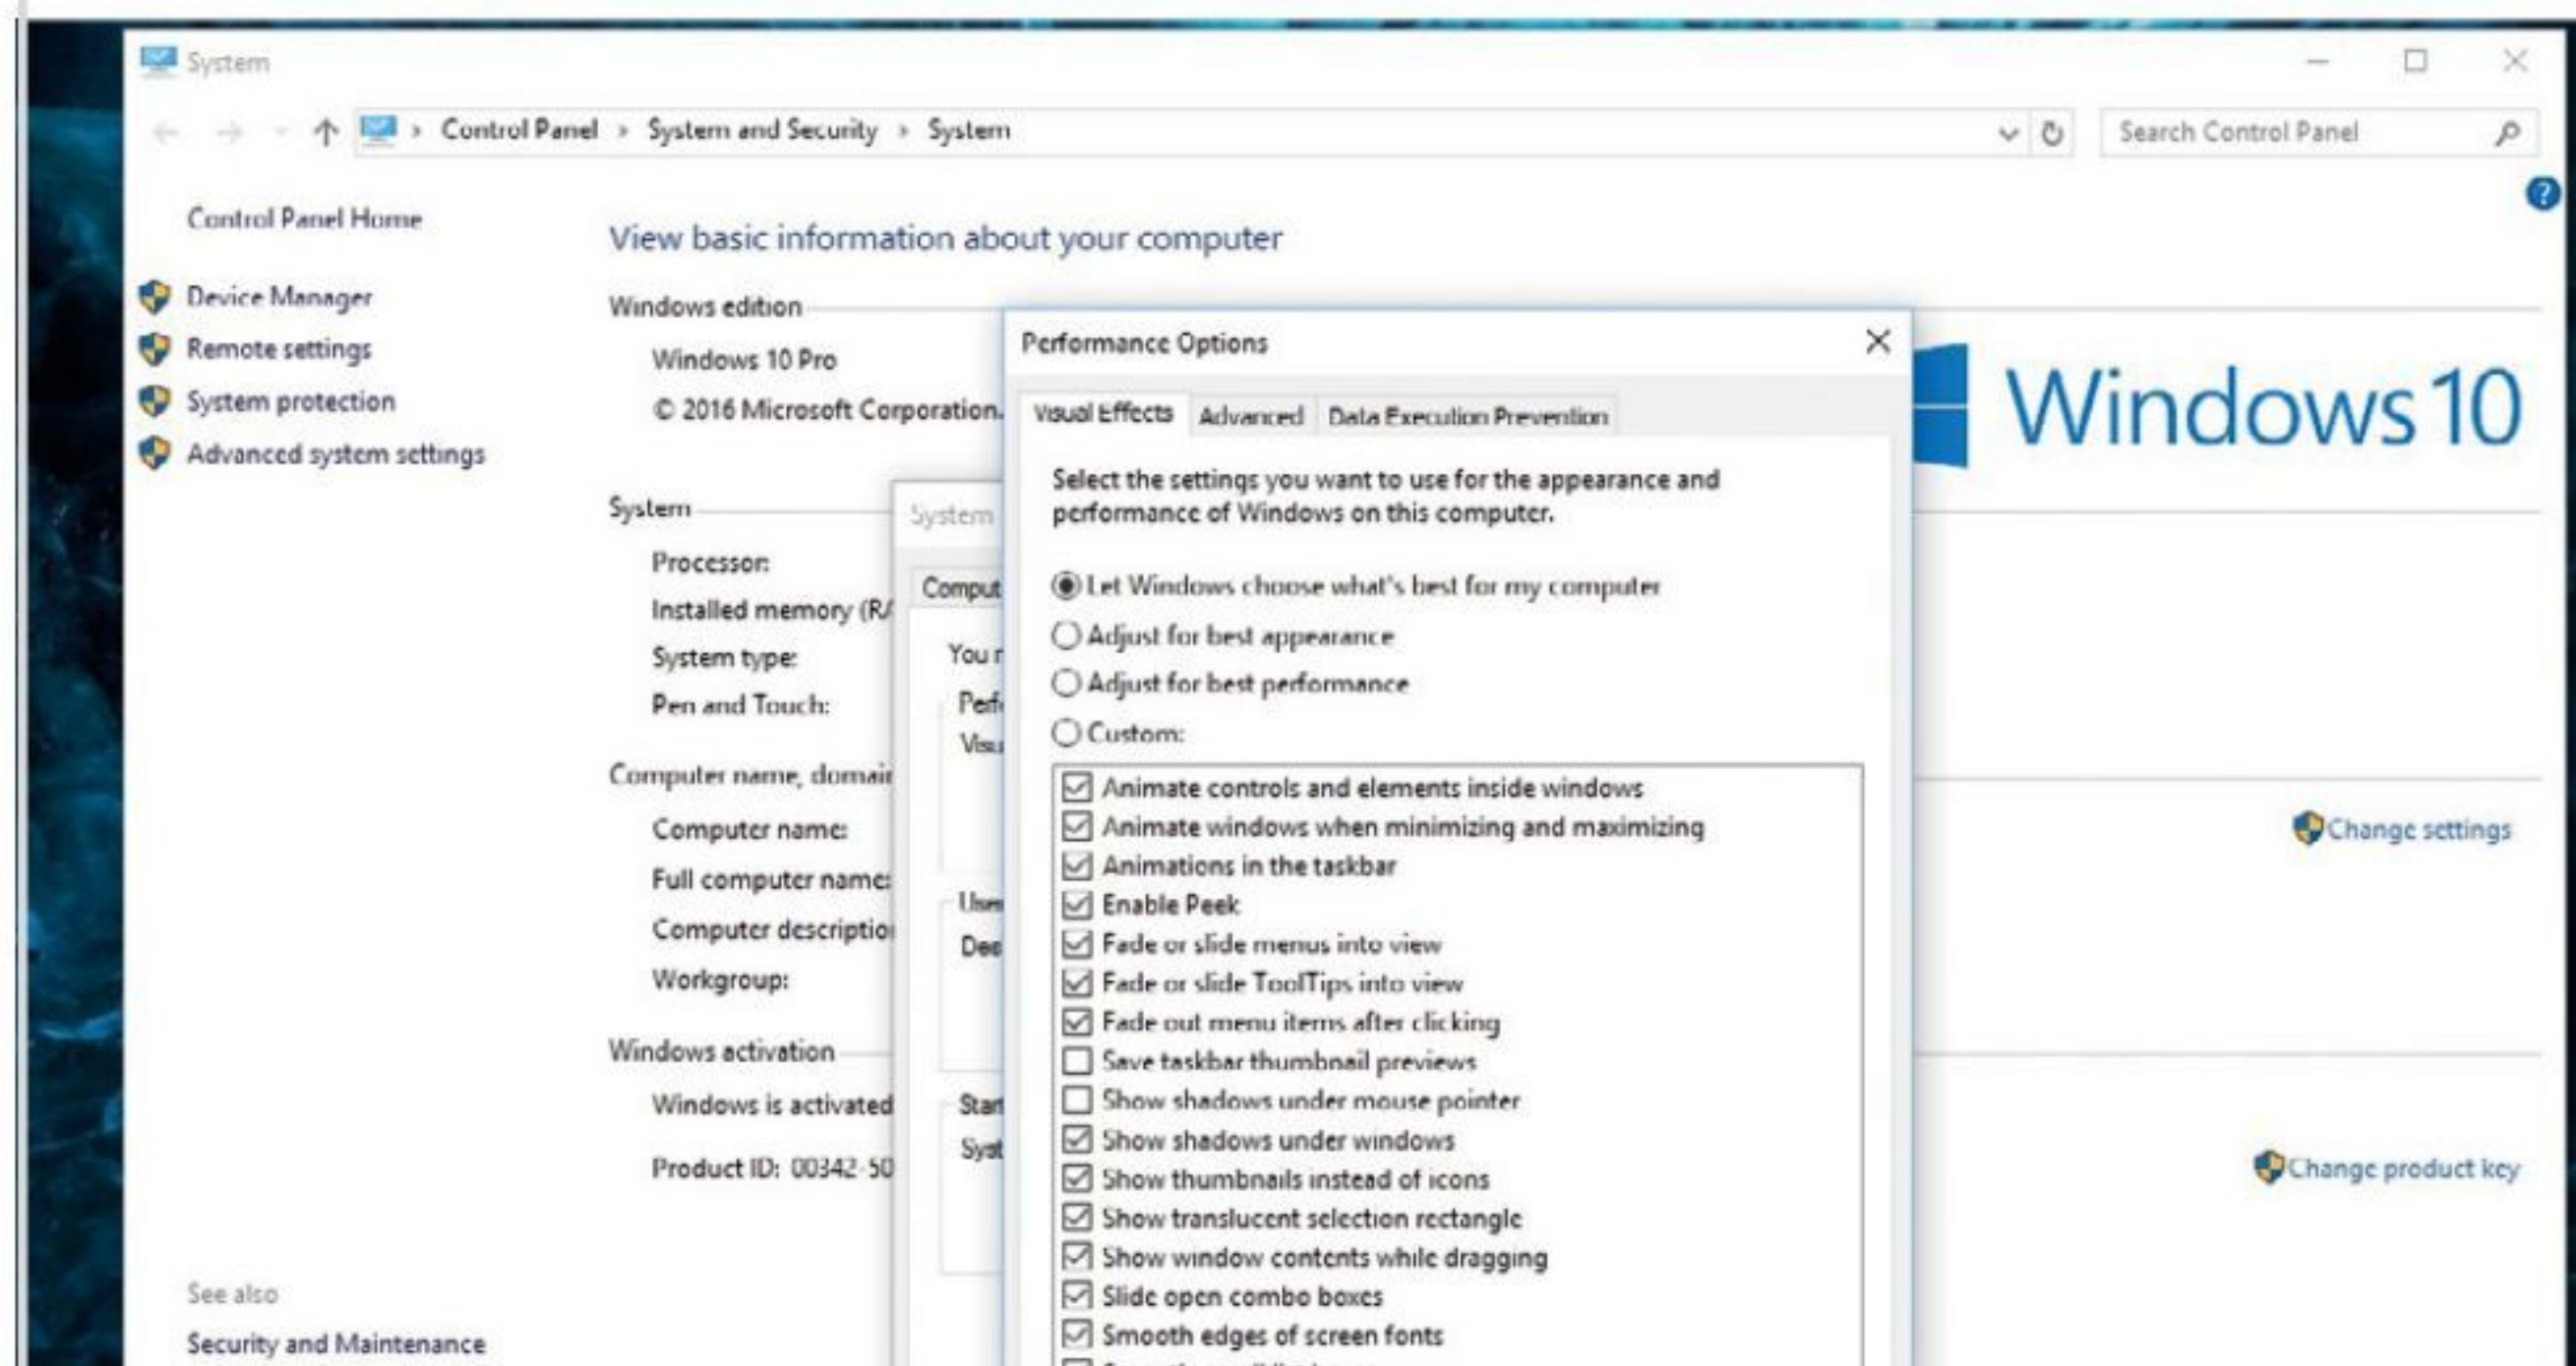 System
Control Panel > System and Security > System
Search Control Panel
Control Panel Home
Device Manager
Remote settings
System protection
Advanced system settings
See also
Security and Maintenance
View basic information about your computer
Windows edition
Windows 10 Pro
© 2016 Microsoft Corporation.
System
Processor:
Installed memory (RA
System type:
Pen and Touch:
Computer name, domain
Computer name:
Full computer name:
Computer description
Workgroup:
Windows activation
Windows is activated
Product ID: 00342-50
System
Comput
You
Perf
Visu
User
Des
Start
Syst
Performance Options
Visual Effects
Advanced
Data Execution Prevention
Select the settings you want to use for the appearance and
performance of Windows on this computer.
Let Windows choose what's best for my computer
Adjust for best appearance
Adjust for best performance
Custom:
Animate controls and elements inside windows
Animate windows when minimizing and maximizing
Animations in the taskbar
Enable Peek
Fade or slide menus into view
Fade or slide ToolTips into view
Fade out menu items after clicking
Save taskbar thumbnail previews
Show shadows under mouse pointer
Show shadows under windows
Show thumbnails instead of icons
Show translucent selection rectangle
Show window contents while dragging
Slide open combo boxes
Smooth edges of screen fonts
Windows 10
Change settings
Change product key